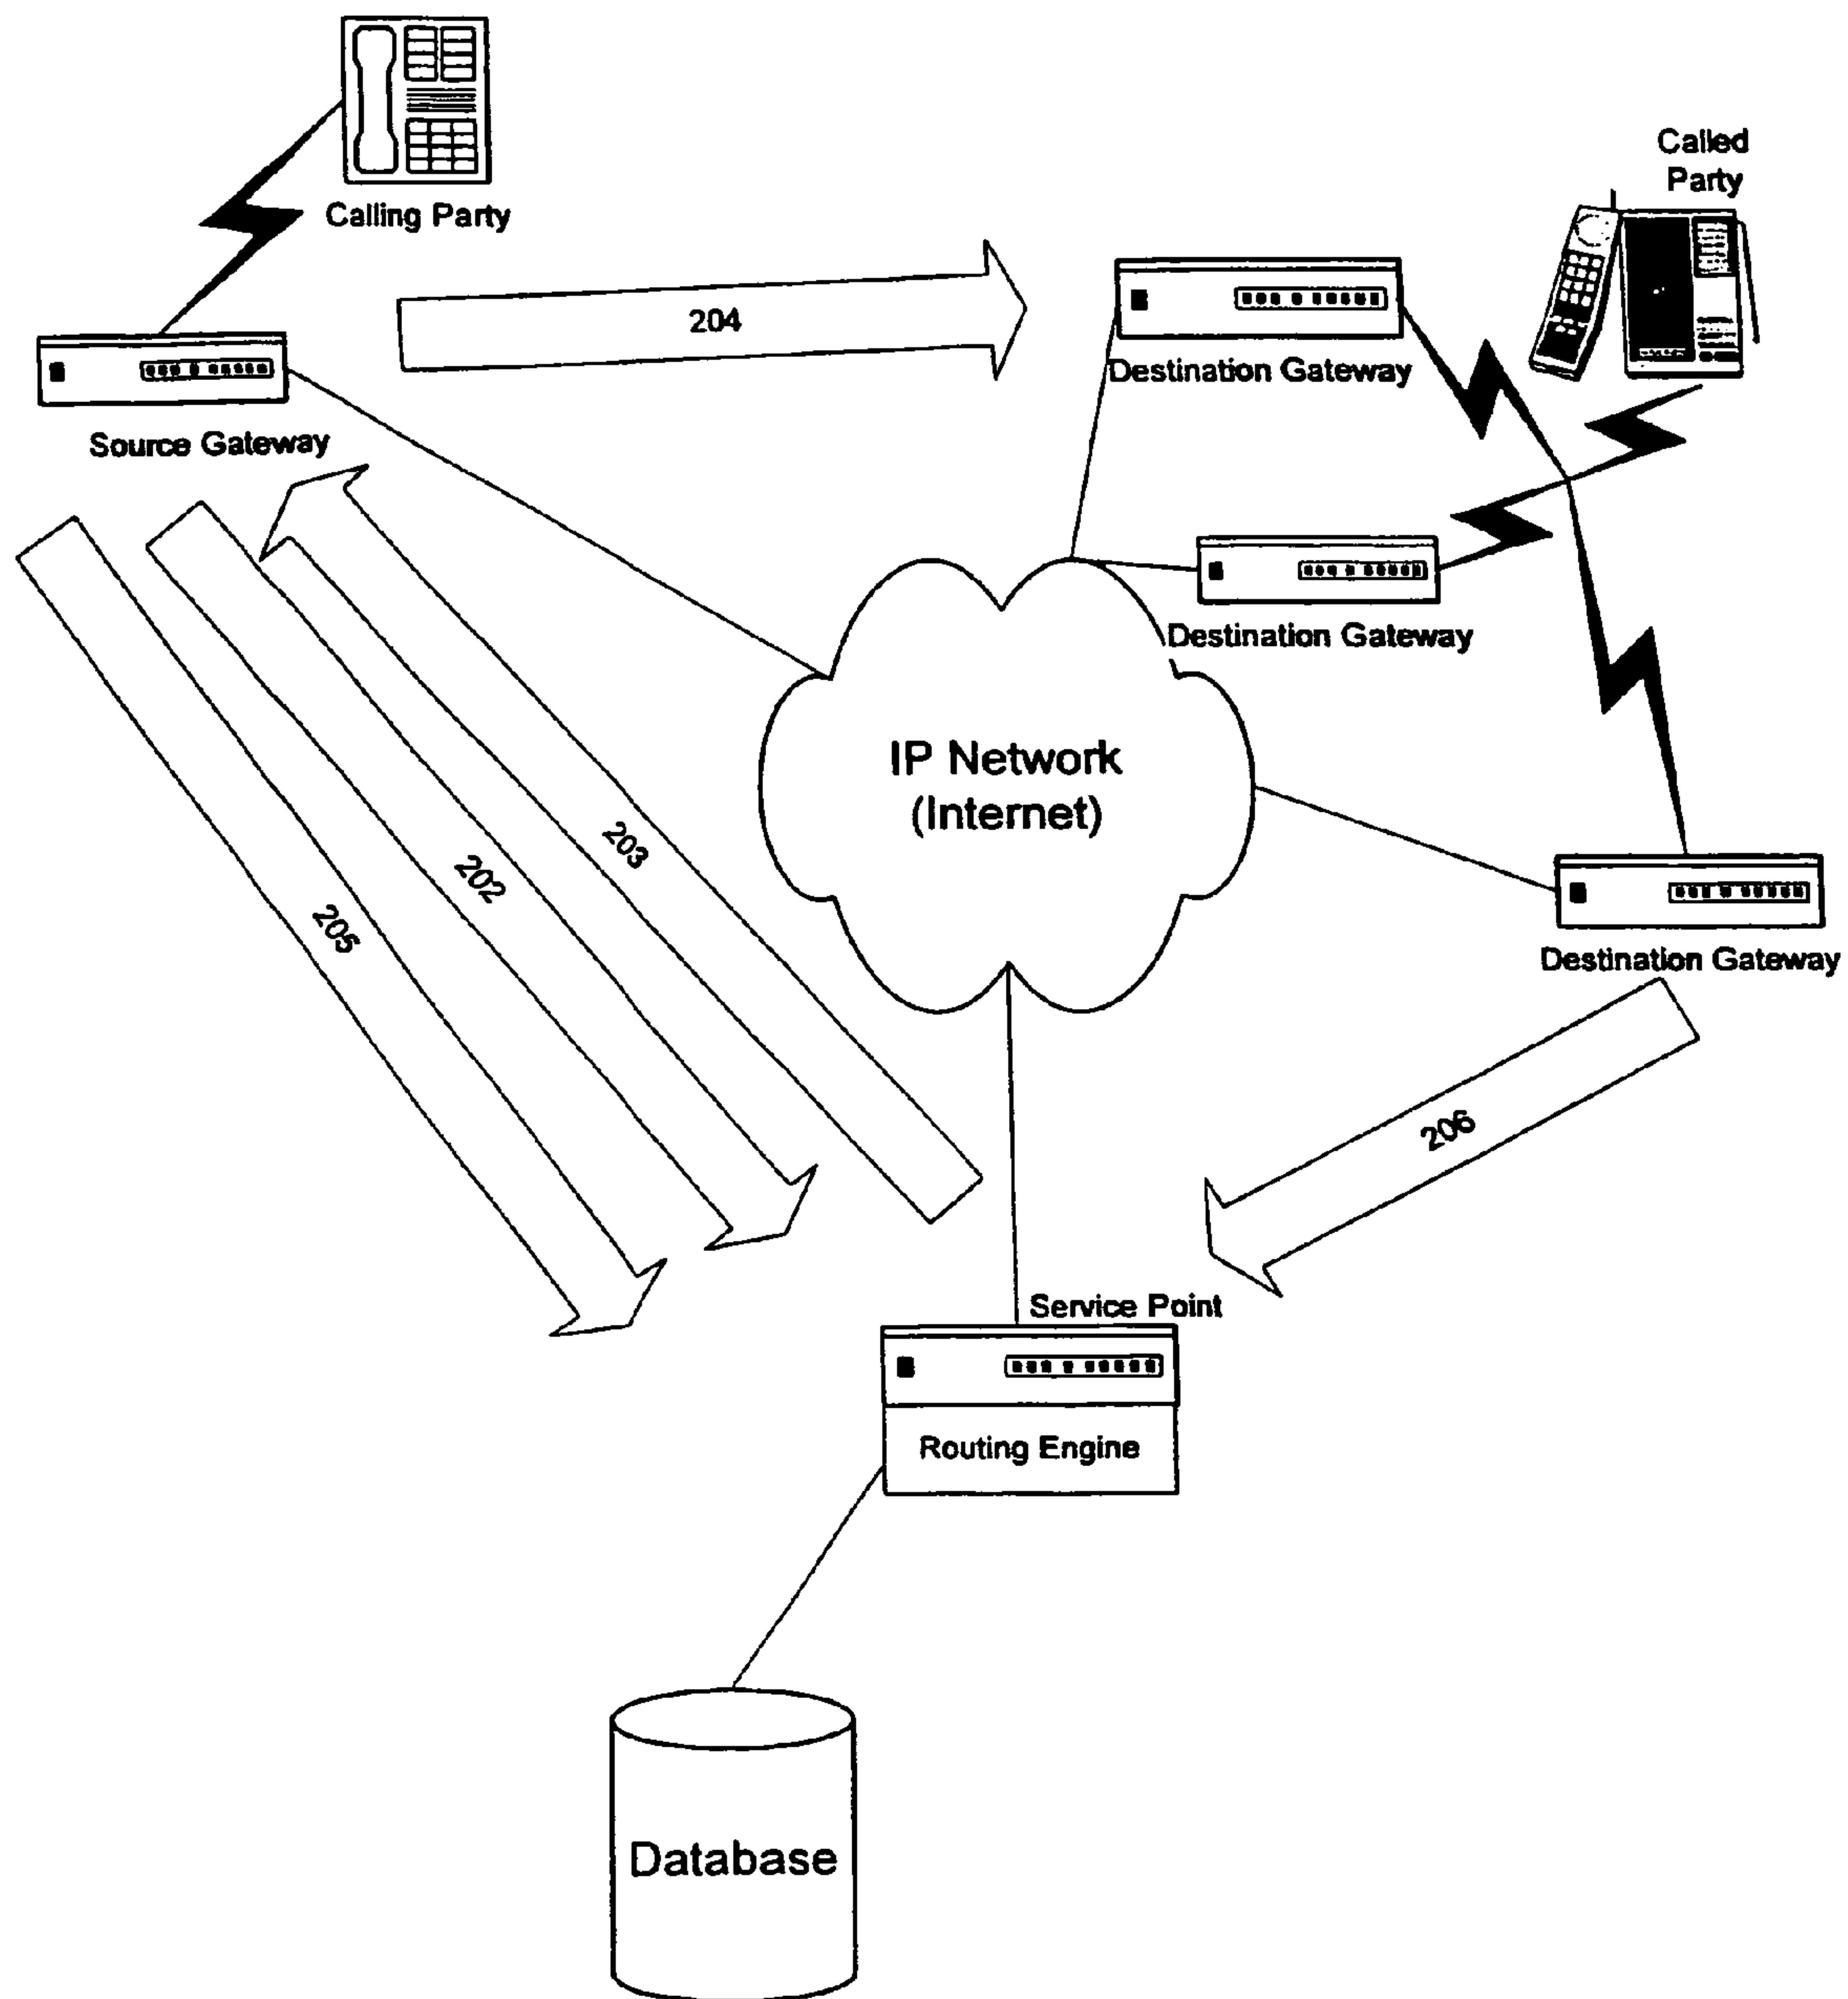 Called
Party
Calling Party
204
Destination Gateway
Source Gateway
Destination Gateway
IP Network
(Internet)
203
202
205
Destination Gateway
206
Service Point
Routing Engine
Database